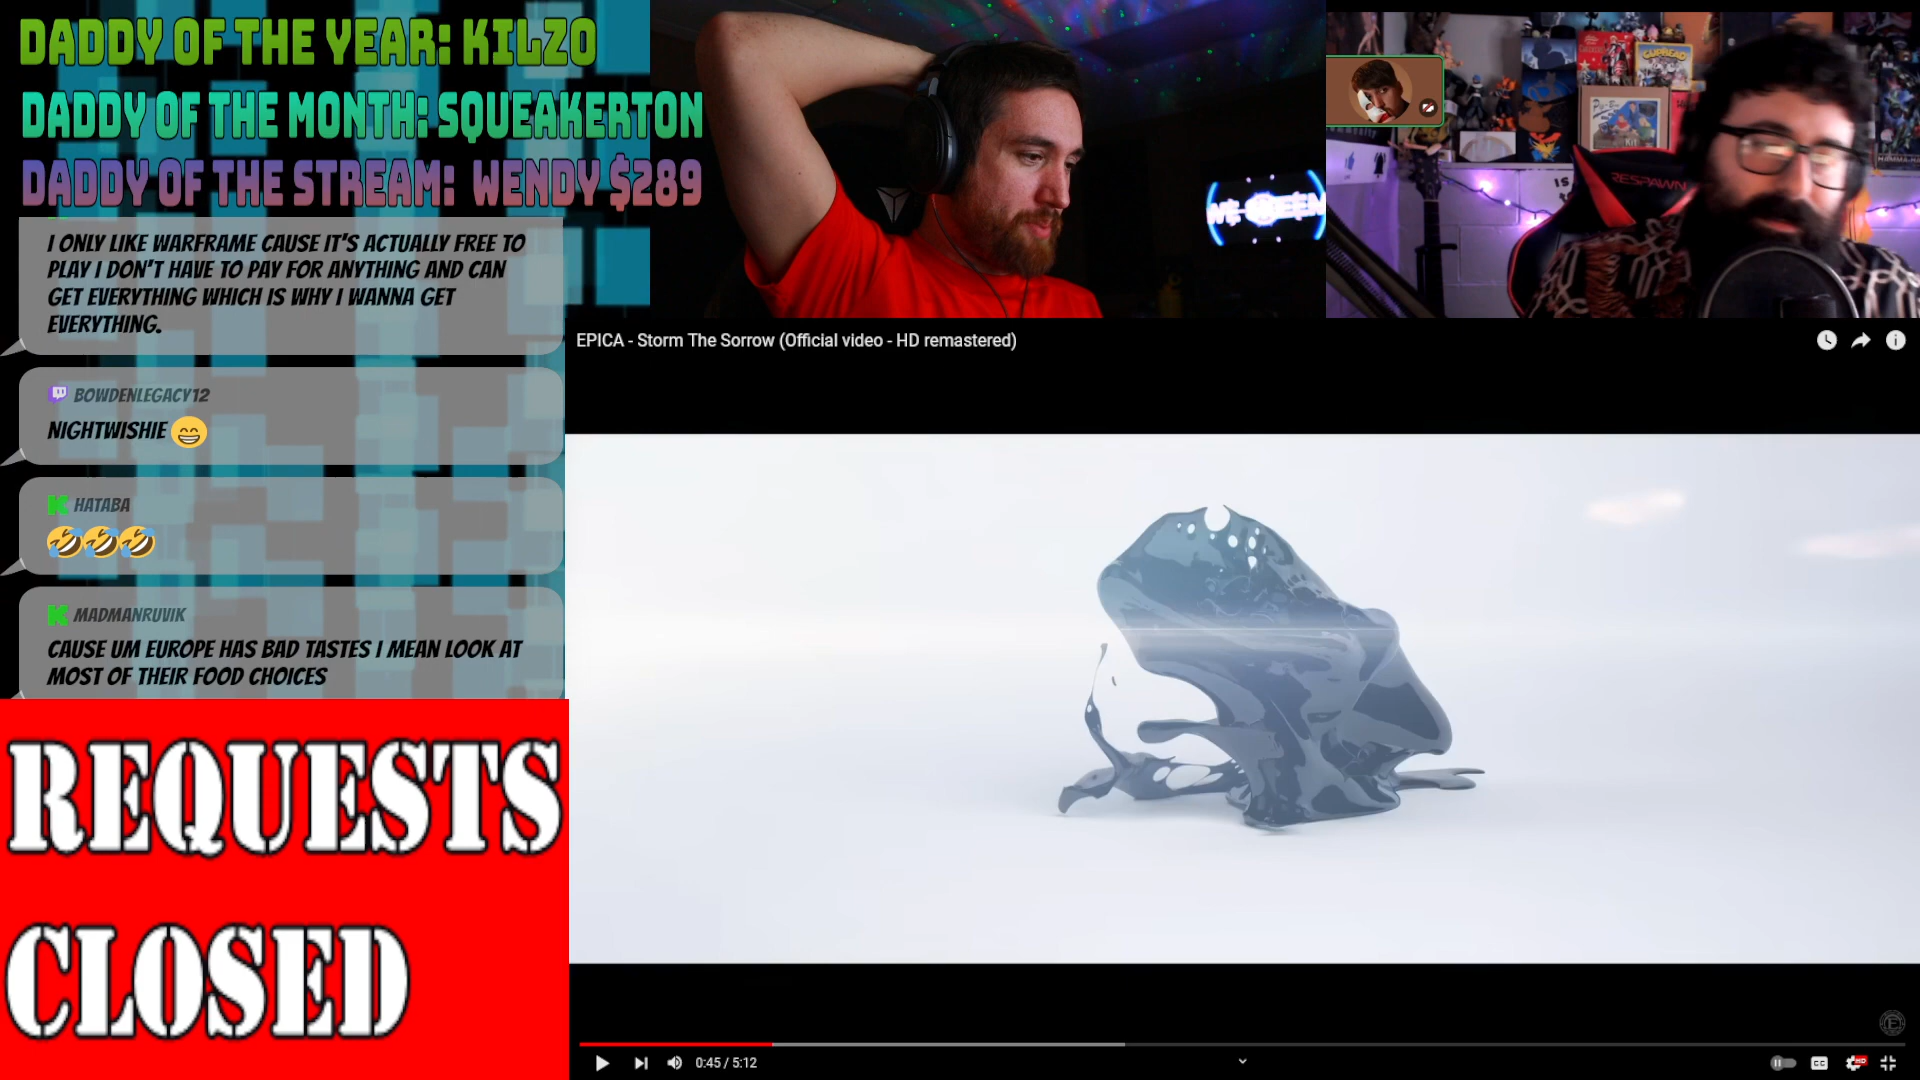 DADDY OF THE YEAR: KILZO
DADDY OF THE MONTH: SQUEAKERTON
DADDY OF THE STREAM: WENDY $289
I ONLY LIKE WARFRAME CAUSE IT'S ACTUALLY FREE TO
PLAY I DON'T HAVE TO PAY FOR ANYTHING AND CAN
GET EVERYTHING WHICH IS WHY I WANNA GET
EVERYTHING.
BOWDENLEGACY12
NIGHTWISHIE 😄
HATABA
🤣🤣🤣
MADMANRUVIK
CAUSE UM EUROPE HAS BAD TASTES I MEAN LOOK AT
MOST OF THEIR FOOD CHOICES
REQUESTS
CLOSED
RESPAWN
EPICA - Storm The Sorrow (Official video - HD remastered)
0:45 / 5:12
CC
HD